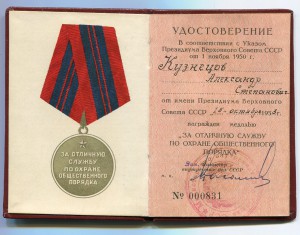 ЗА ОТЛИЧНУЮ
СЛУЖБУ
ПО ОХРАНЕ
ОБЩЕСТВЕННОГО
ПОРЯДКА
УДОСТОВЕРЕНИЕ
В соответствии с Указом
Президиума Верховного Совета СССР
от 1 ноября 1950 г.
Кузнецов
Александр
Степанович
от имени Президиума Верховного
Совета СССР
награжден медалью
"ЗА ОТЛИЧНУЮ СЛУЖБУ
ПО ОХРАНЕ ОБЩЕСТВЕННОГО
ПОРЯДКА"
№ 000831